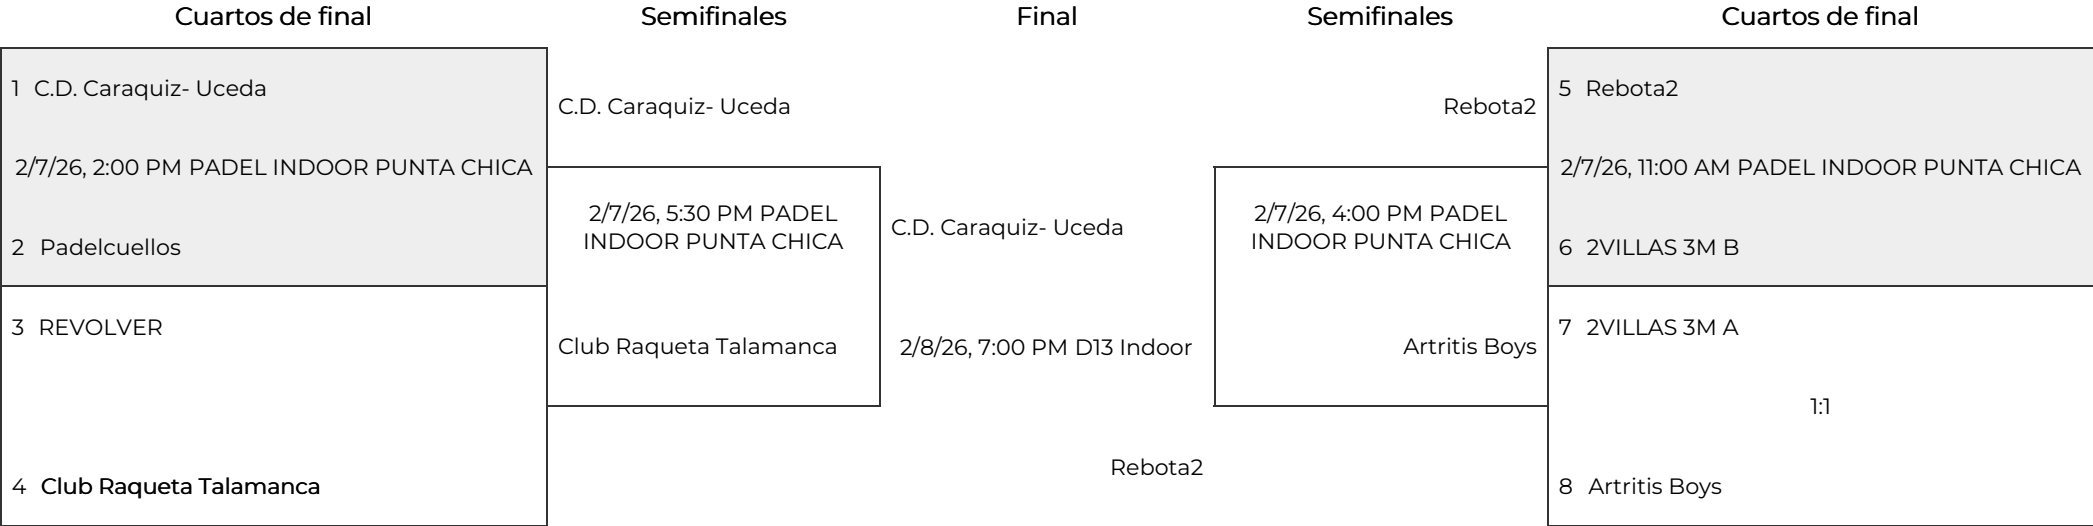 Cuartos de final
Semifinales
Final
Semifinales
Cuartos de final
1 C.D. Caraquiz- Uceda
2/7/26, 2:00 PM PADEL INDOOR PUNTA CHICA
2 Padelcuellos
3 REVOLVER
4 Club Raqueta Talamanca
C.D. Caraquiz- Uceda
2/7/26, 5:30 PM PADEL
INDOOR PUNTA CHICA
Club Raqueta Talamanca
C.D. Caraquiz- Uceda
2/8/26, 7:00 PM D13 Indoor
Rebota2
Rebota2
2/7/26, 4:00 PM PADEL
INDOOR PUNTA CHICA
Artritis Boys
5 Rebota2
2/7/26, 11:00 AM PADEL INDOOR PUNTA CHICA
6 2VILLAS 3M B
7 2VILLAS 3M A
1:1
8 Artritis Boys